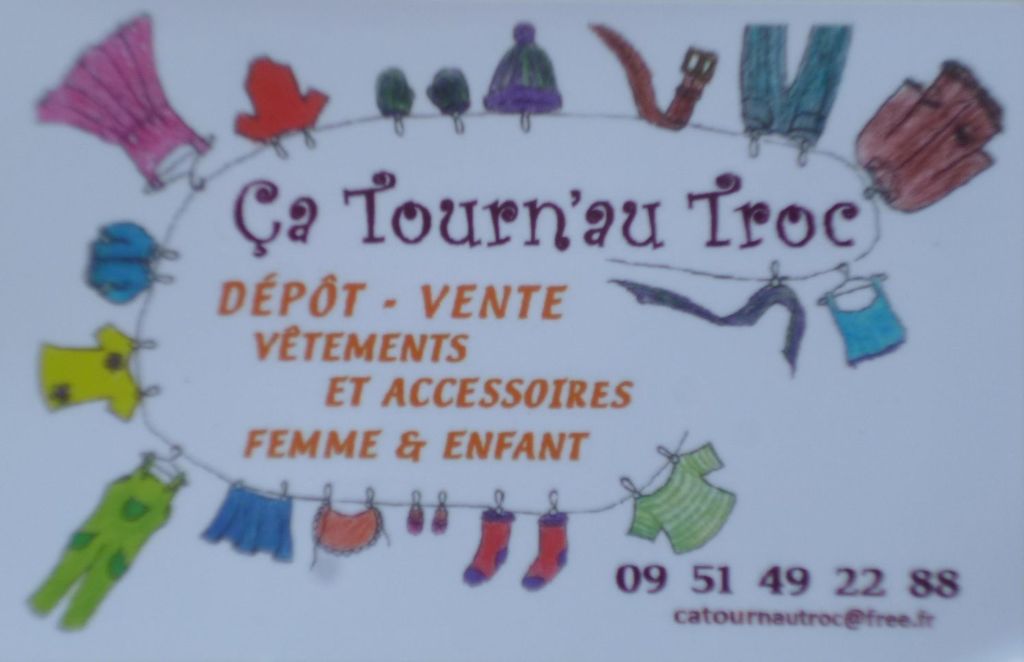 Ça Tourn'au Troc
DÉPÔT - VENTE
VÊTEMENTS
ET ACCESSOIRES
FEMME & ENFANT
09 51 49 22 88
catournautroc@free.fr